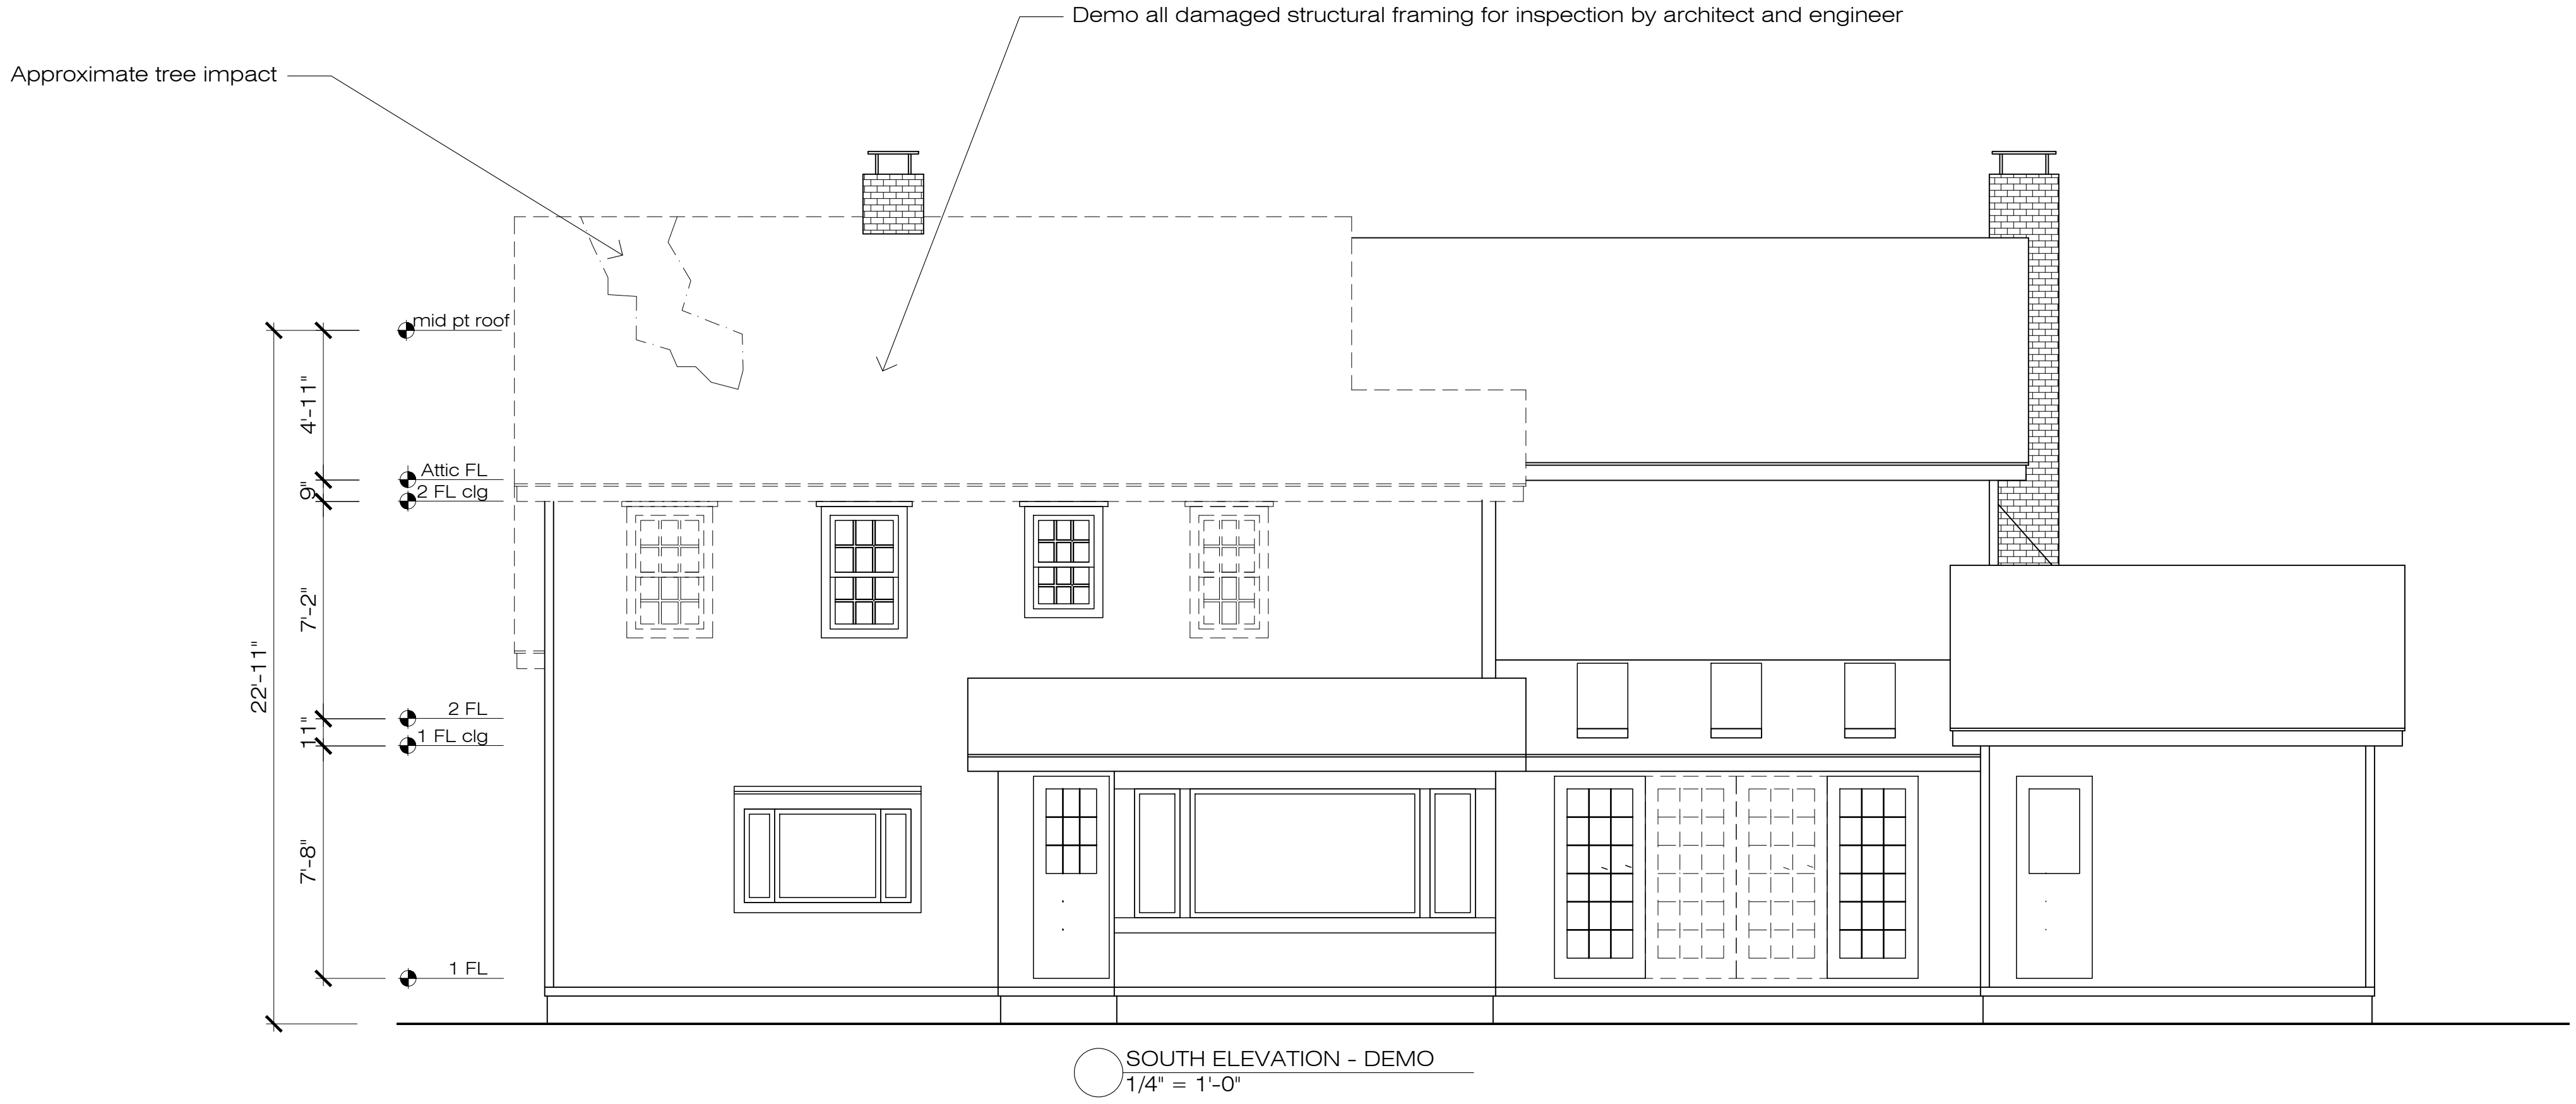 Demo all damaged structural framing for inspection by architect and engineer
Approximate tree impact
mid pt roof
4'-11"
Attic FL
9"
2 FL clg
7'-2"
22'-11"
2 FL
11"
1 FL clg
7'-8"
1 FL
SOUTH ELEVATION - DEMO
1/4" = 1'-0"